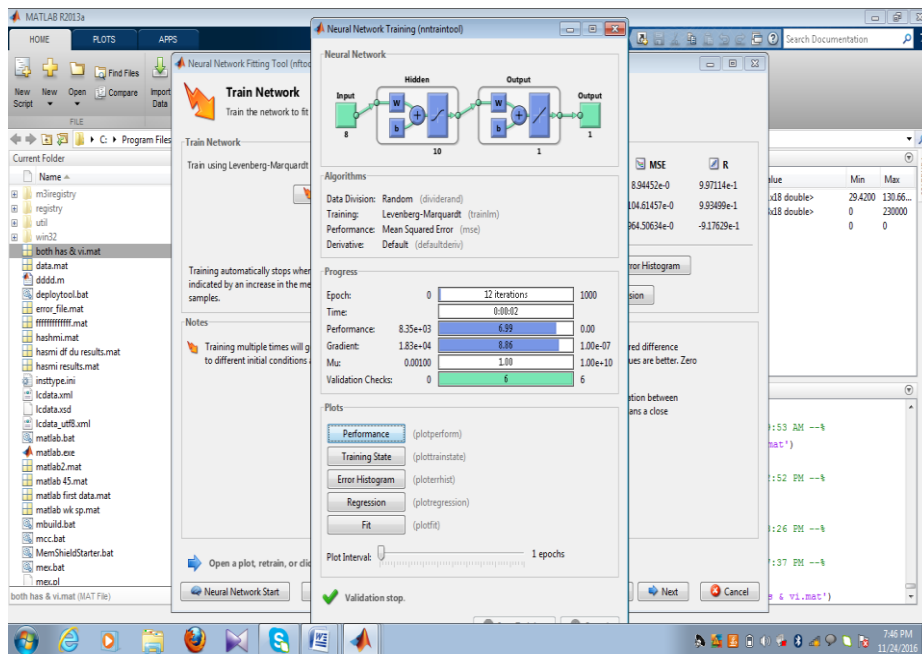 MATLAB R2013a
HOME
PLOTS
APPS
Search Documentation
New Script
New
Open
Find Files
Compare
Import Data
FILE
C: Program Files
Current Folder
Name
m3iregistry
registry
util
win32
both has & vi.mat
data.mat
dddd.m
deploytool.bat
error_file.mat
hashmi.mat
hasmi df du results.mat
hasmi results.mat
insttype.ini
lcdata.xml
lcdata.xsd
lcdata_utf8.xml
matlab.bat
matlab.exe
matlab2.mat
matlab 45.mat
matlab first data.mat
matlab wk sp.mat
mbuild.bat
mcc.bat
MemShieldStarter.bat
mex.bat
mex.pl
both has & vi.mat (MAT File)
Neural Network Fitting Tool (nftoo
Train Network
Train the network to fit
Train Network
Train using Levenberg-Marquardt
Training automatically stops when
indicated by an increase in the me
samples.
Notes
Training multiple times will g
to different initial conditions
Open a plot, retrain, or clic
Neural Network Start
Neural Network Training (nntraintool)
Neural Network
Hidden
Output
Input
W
b
+
W
b
+
Output
8
10
1
1
Algorithms
Data Division: Random (dividerand)
Training: Levenberg-Marquardt (trainlm)
Performance: Mean Squared Error (mse)
Derivative: Default (defaultderiv)
Progress
Epoch: 0 12 iterations 1000
Time: 0:00:02
Performance: 8.35e+03 6.99 0.00
Gradient: 1.83e+04 8.86 1.00e-07
Mu: 0.00100 1.00 1.00e+10
Validation Checks: 0 6 6
Plots
Performance (plotperform)
Training State (plottrainstate)
Error Histogram (ploterrhist)
Regression (plotregression)
Fit (plotfit)
Plot Interval: 1 epochs
Validation stop.
MSE R
8.94452e-0 9.97114e-1
104.61457e-0 9.93499e-1
964.50634e-0 -9.17629e-1
ror Histogram
sion
red difference
ues are better. Zero
ation between
ans a close
Next
Cancel
alue Min Max
x18 double> 29.4200 130.66...
x18 double> 0 230000
0 0
:53 AM --%
mat')
:52 PM --%
:26 PM --%
:37 PM --%
s & vi.mat')
7:46 PM
11/24/2016